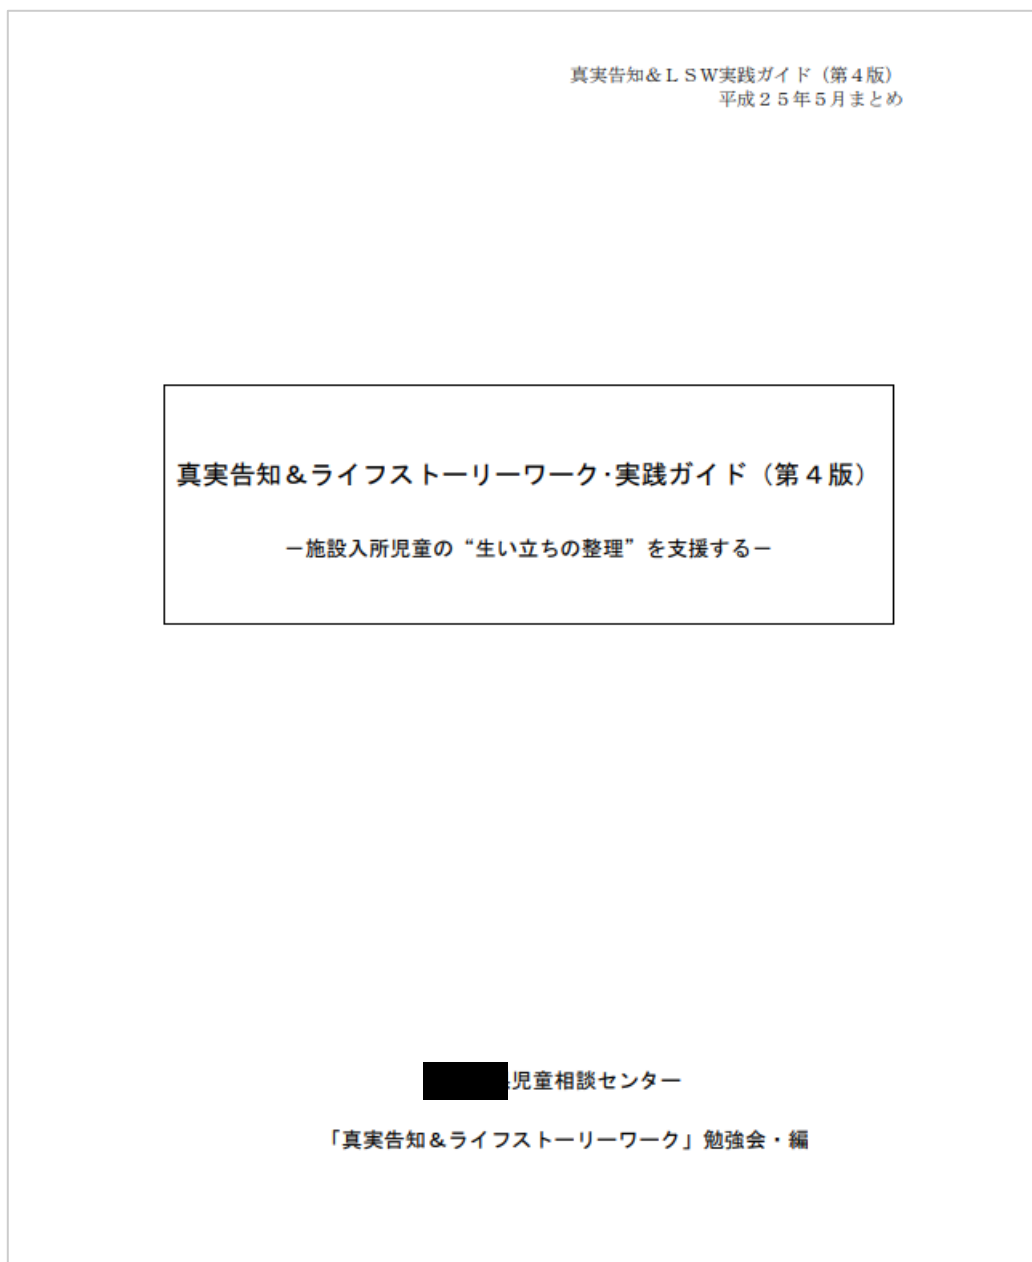 真実告知＆ＬＳＷ実践ガイド（第４版）
平成２５年５月まとめ
真実告知＆ライフストーリーワーク･実践ガイド（第４版）
－施設入所児童の“生い立ちの整理”を支援する－
児童相談センター
「真実告知＆ライフストーリーワーク」勉強会・編